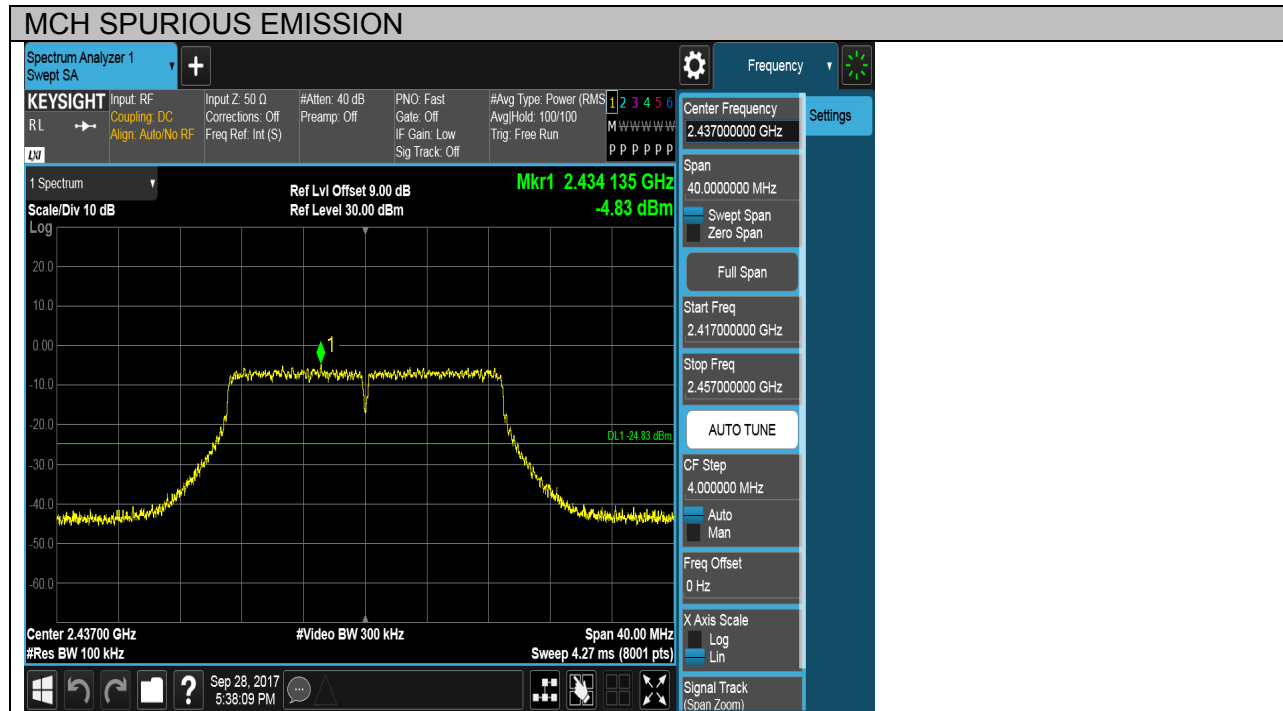 MCH SPURIOUS EMISSION
Spectrum Analyzer 1
Swept SA
+
Frequency
KEYSIGHT
RL
LXI
Input: RF
Coupling: DC
Align: Auto/No RF
Input Z: 50 Ω
Corrections: Off
Freq Ref: Int (S)
#Atten: 40 dB
Preamp: Off
PNO: Fast
Gate: Off
IF Gain: Low
Sig Track: Off
#Avg Type: Power (RMS
Avg|Hold: 100/100
Trig: Free Run
1 2 3 4 5 6
M W W W W W
P P P P P P
1 Spectrum
Scale/Div 10 dB
Log
Ref Lvl Offset 9.00 dB
Ref Level 30.00 dBm
Mkr1 2.434 135 GHz
-4.83 dBm
20.0
10.0
0.00
-10.0
-20.0
-30.0
-40.0
-50.0
-60.0
1
DL1 -24.83 dBm
Center 2.43700 GHz
#Res BW 100 kHz
#Video BW 300 kHz
Span 40.00 MHz
Sweep 4.27 ms (8001 pts)
?
Sep 28, 2017
5:38:09 PM
Center Frequency
2.437000000 GHz
Settings
Span
40.0000000 MHz
Swept Span
Zero Span
Full Span
Start Freq
2.417000000 GHz
Stop Freq
2.457000000 GHz
AUTO TUNE
CF Step
4.000000 MHz
Auto
Man
Freq Offset
0 Hz
X Axis Scale
Log
Lin
Signal Track
(Span Zoom)